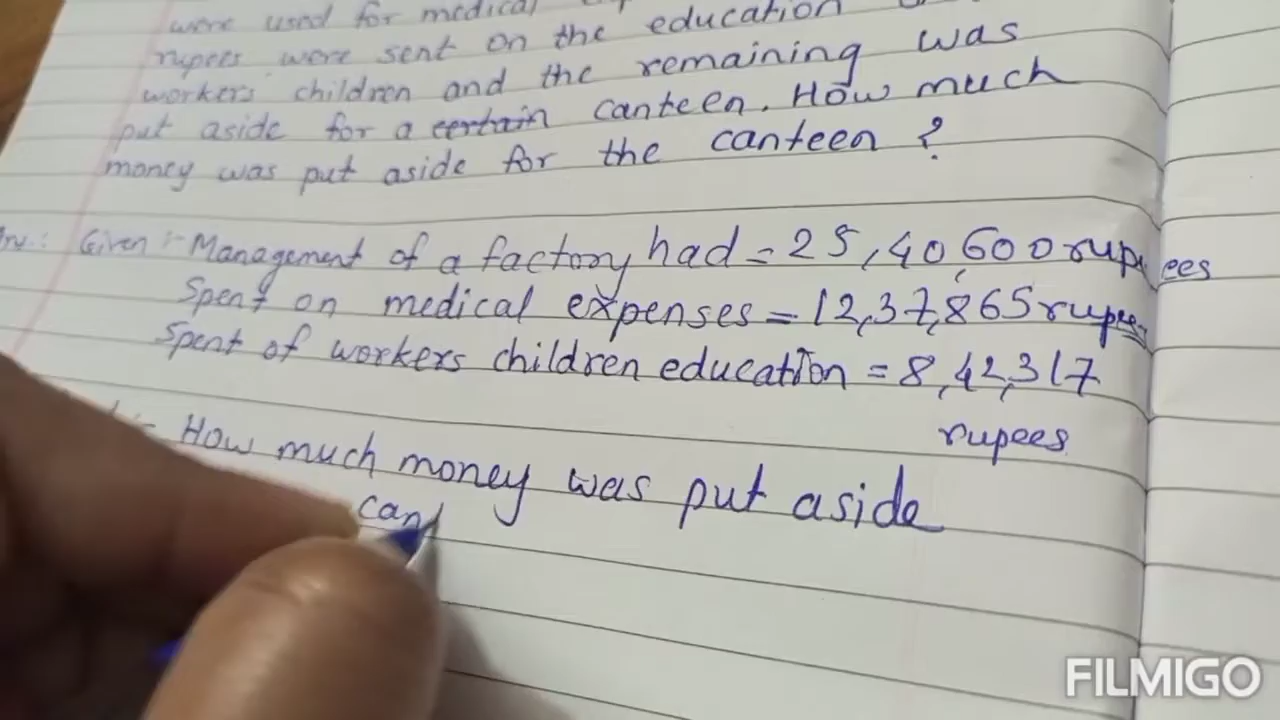 were used for medical
rupees were sent on the education
workers' children and the remaining was
put aside for a certain canteen. How much
money was put aside for the canteen ?
Given :- Management of a factory had = 25,40,600 rupees
Spent on medical expenses = 12,37,865 rupees
Spent of workers children education = 8,42,317
rupees
How much money was put aside
can
FILMIGO